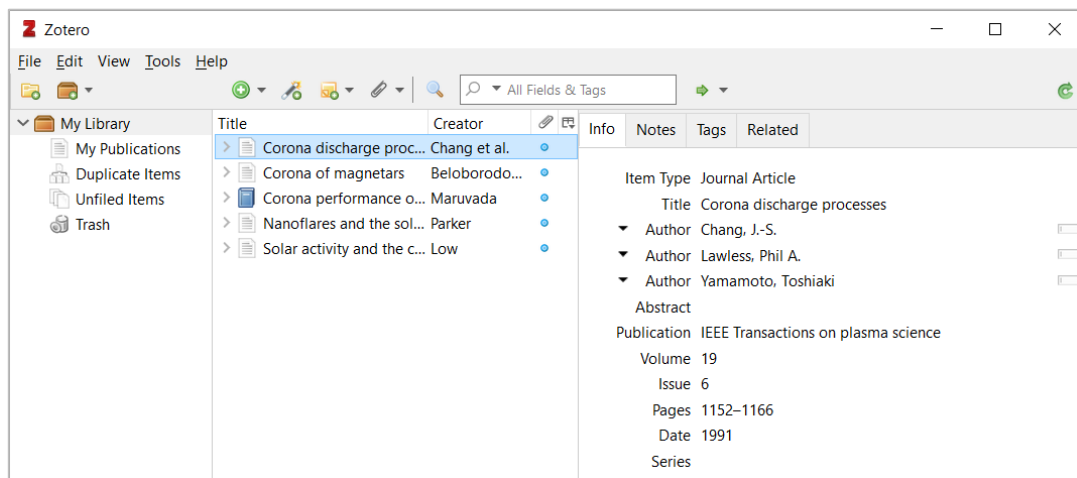 Zotero
File Edit View Tools Help
All Fields & Tags
My Library
My Publications
Duplicate Items
Unfiled Items
Trash
Title Creator
Corona discharge proc... Chang et al.
Corona of magnetars Beloborodo...
Corona performance o... Maruvada
Nanoflares and the sol... Parker
Solar activity and the c... Low
Info Notes Tags Related
Item Type Journal Article
Title Corona discharge processes
Author Chang, J.-S.
Author Lawless, Phil A.
Author Yamamoto, Toshiaki
Abstract
Publication IEEE Transactions on plasma science
Volume 19
Issue 6
Pages 1152–1166
Date 1991
Series